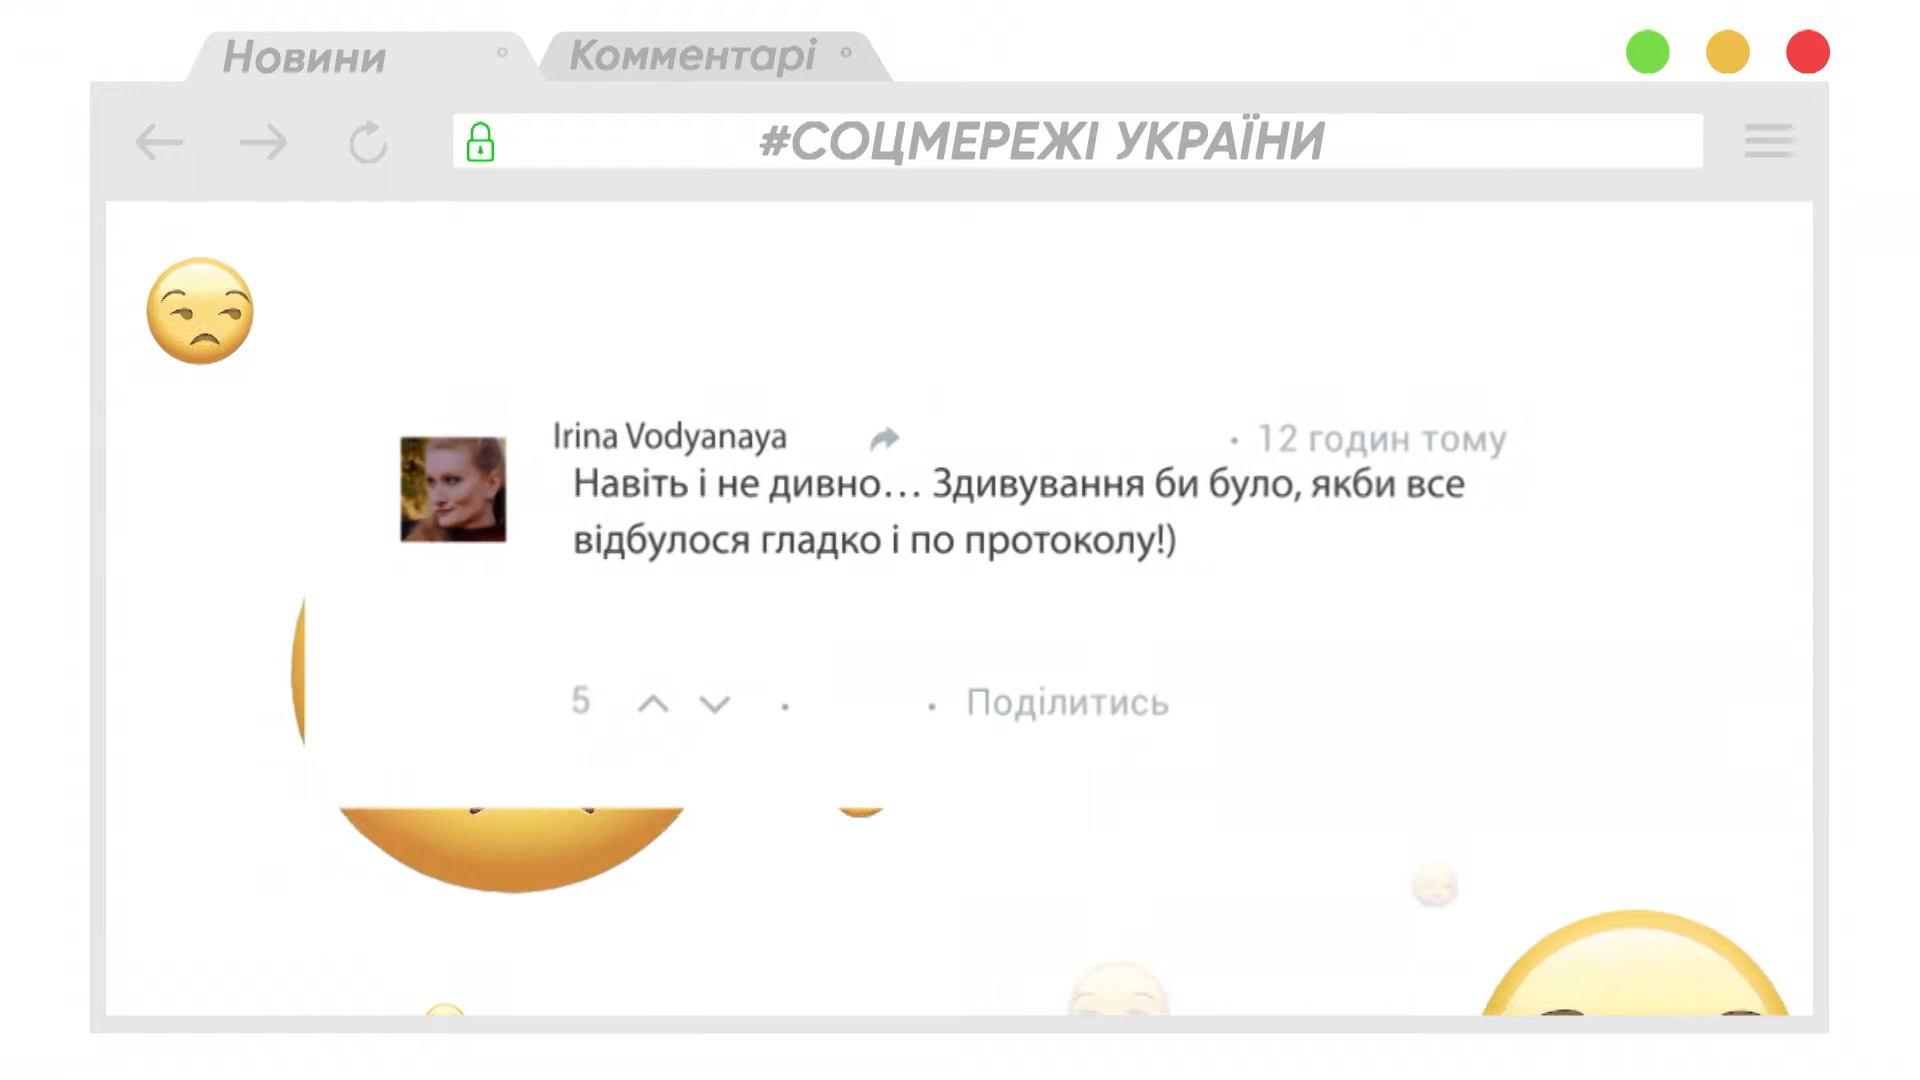 Новини
Комментарі
#СОЦМЕРЕЖІ УКРАЇНИ
Irina Vodyanaya
• 12 годин тому
Навіть і не дивно... Здивування би було, якби все
відбулося гладко і по протоколу!)
5 • • Поділитись